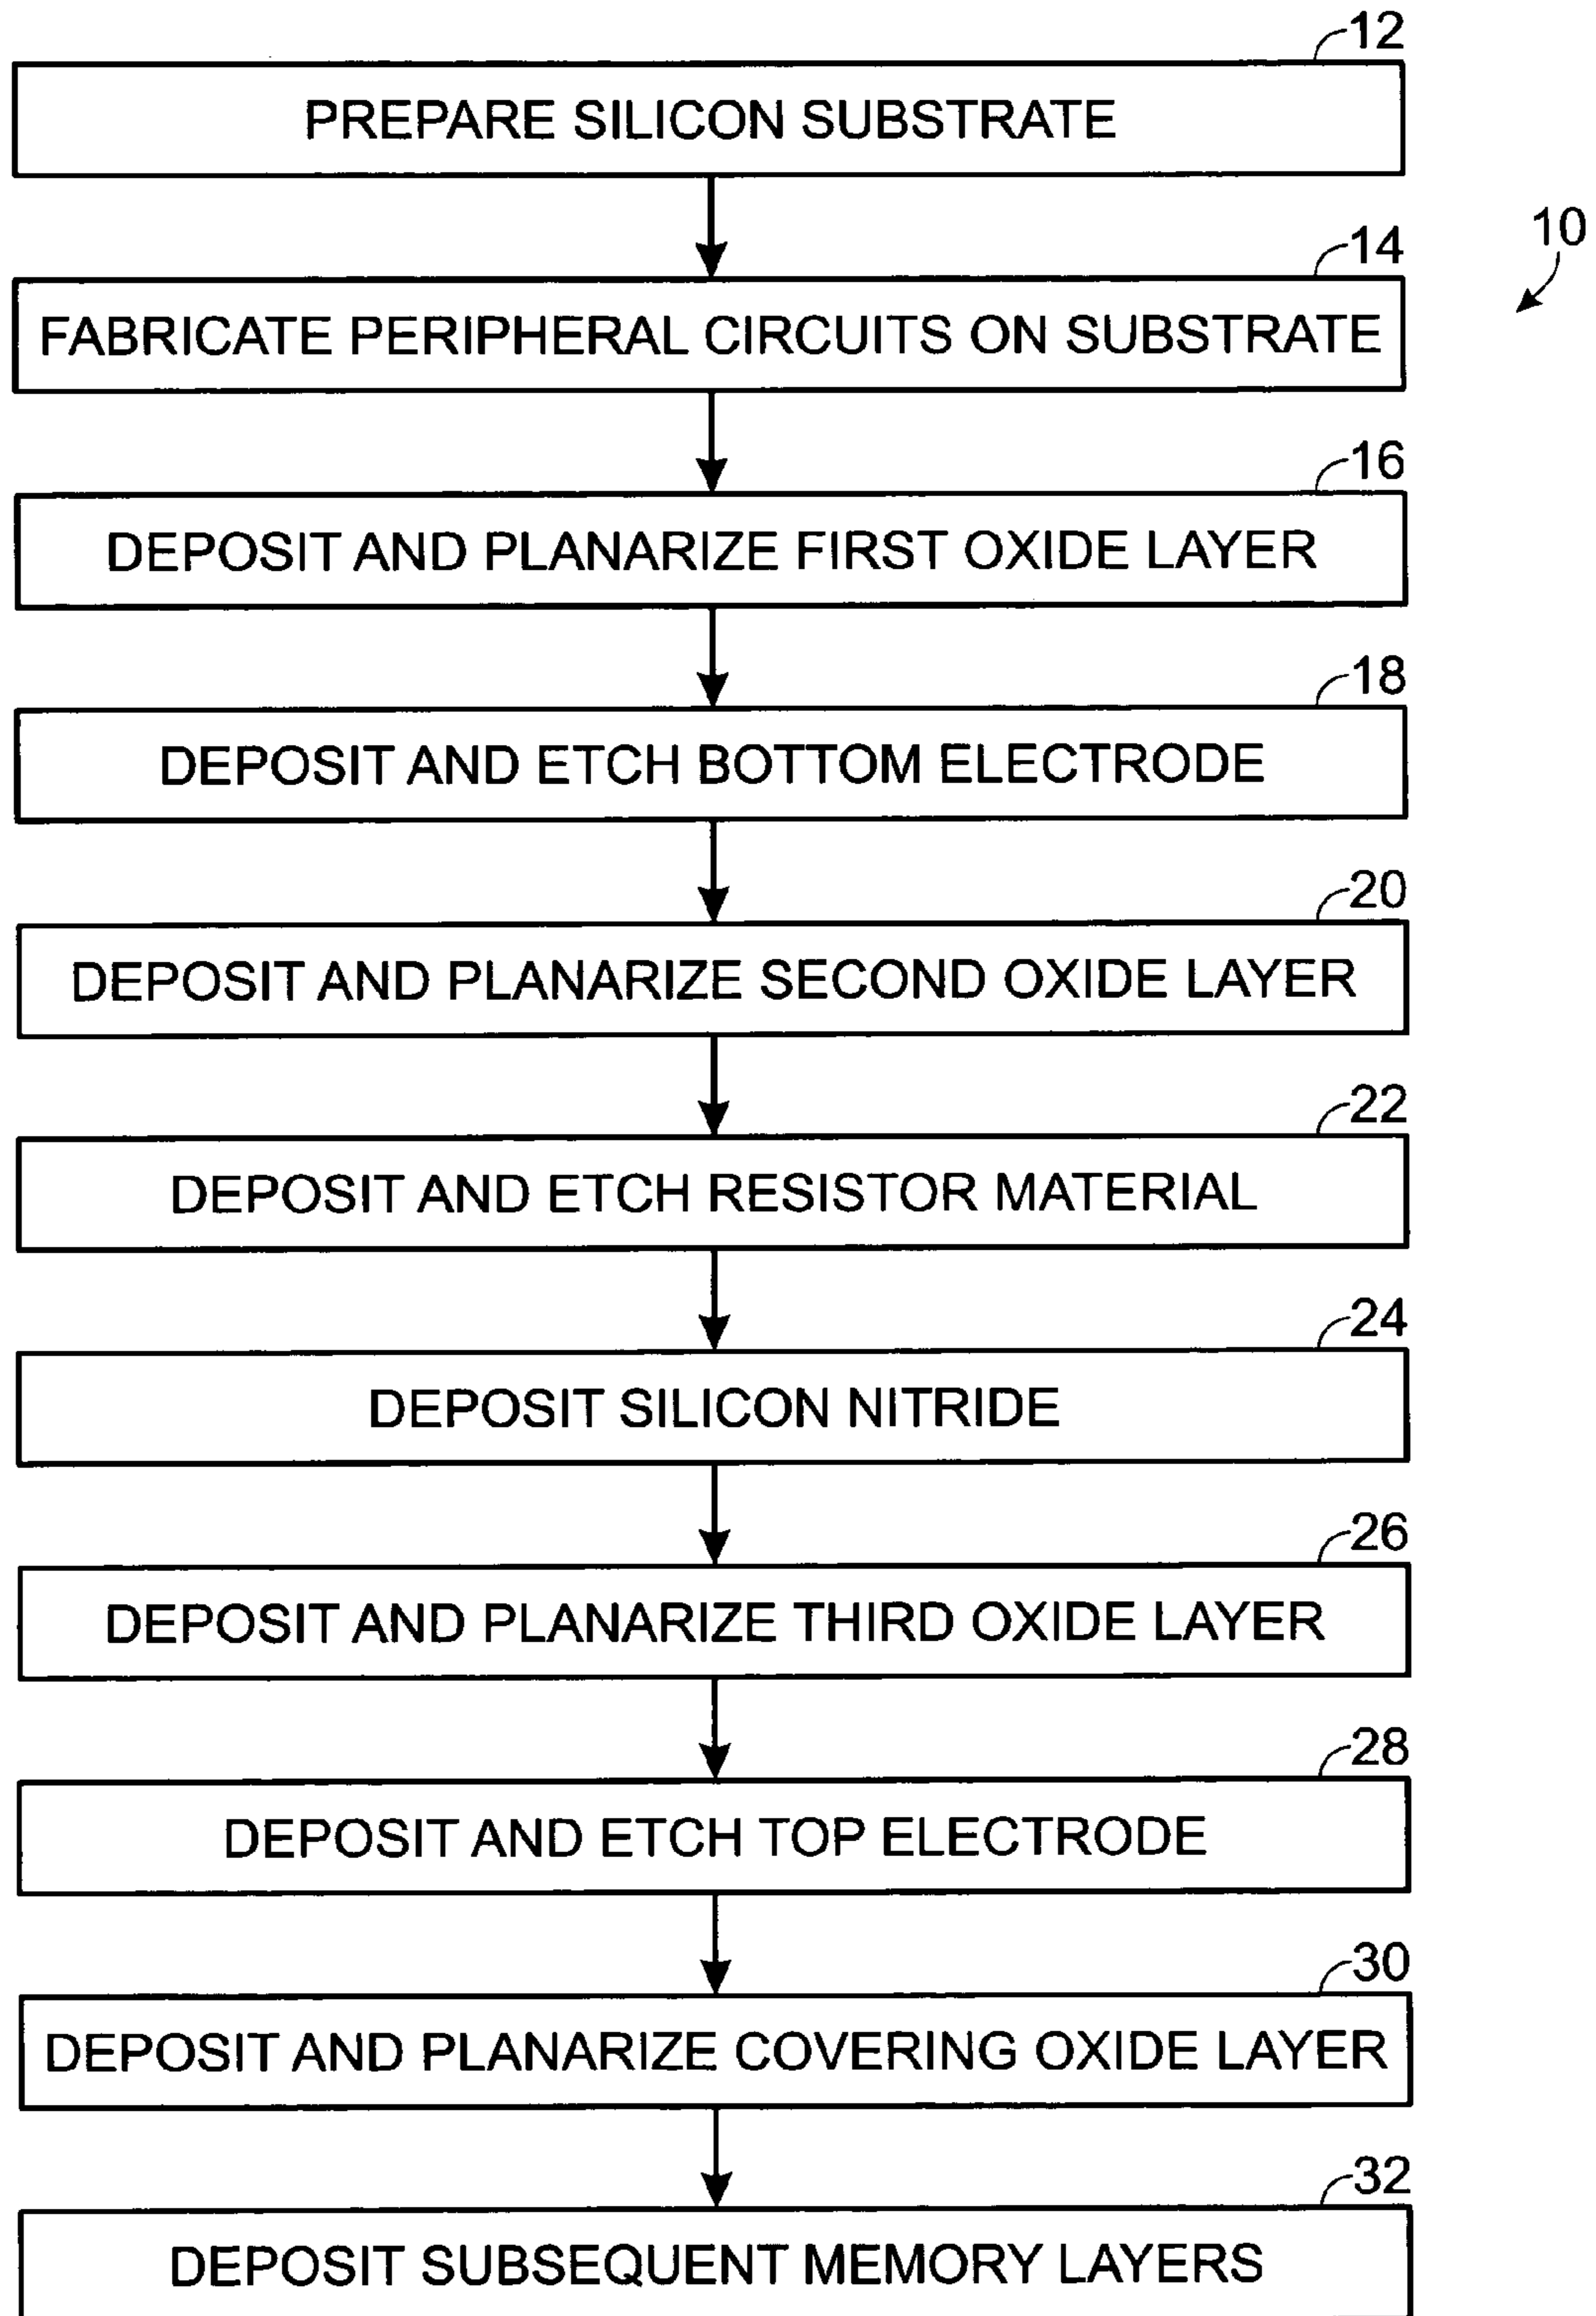 12
PREPARE SILICON SUBSTRATE
10
14
FABRICATE PERIPHERAL CIRCUITS ON SUBSTRATE
16
DEPOSIT AND PLANARIZE FIRST OXIDE LAYER
18
DEPOSIT AND ETCH BOTTOM ELECTRODE
20
DEPOSIT AND PLANARIZE SECOND OXIDE LAYER
22
DEPOSIT AND ETCH RESISTOR MATERIAL
24
DEPOSIT SILICON NITRIDE
26
DEPOSIT AND PLANARIZE THIRD OXIDE LAYER
28
DEPOSIT AND ETCH TOP ELECTRODE
30
DEPOSIT AND PLANARIZE COVERING OXIDE LAYER
32
DEPOSIT SUBSEQUENT MEMORY LAYERS